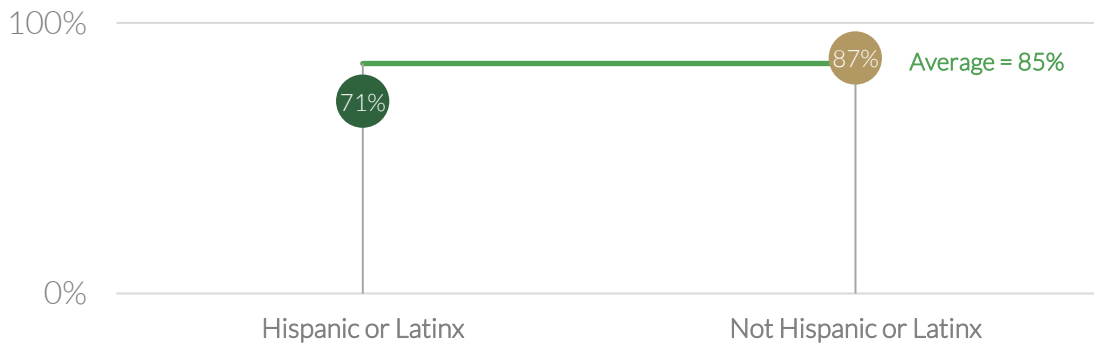 100%
87%
Average = 85%
71%
0%
Hispanic or Latinx
Not Hispanic or Latinx